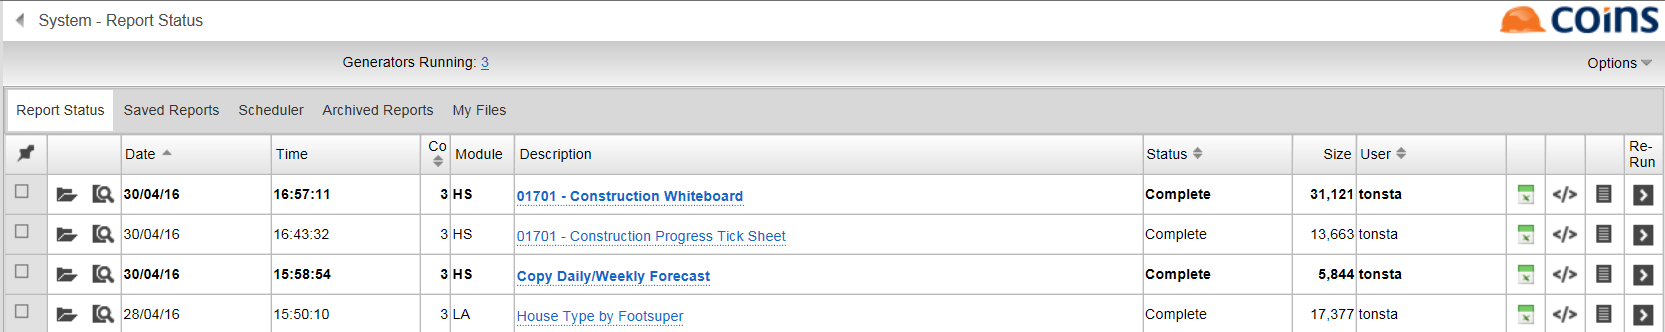 System - Report Status
coins
Generators Running: 3
Options
Report Status Saved Reports Scheduler Archived Reports My Files
Date Time Co Module Description Status Size User Re-Run
30/04/16 16:57:11 3 HS 01701 - Construction Whiteboard Complete 31,121 tonsta </>
30/04/16 16:43:32 3 HS 01701 - Construction Progress Tick Sheet Complete 13,663 tonsta </>
30/04/16 15:58:54 3 HS Copy Daily/Weekly Forecast Complete 5,844 tonsta </>
28/04/16 15:50:10 3 LA House Type by Footsuper Complete 17,377 tonsta </>